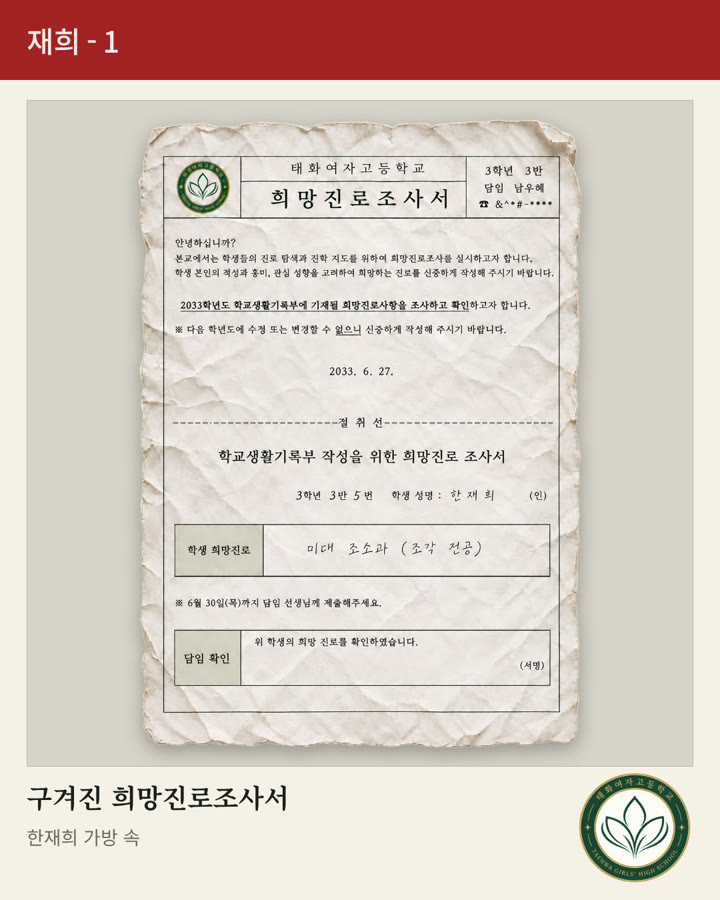 재희 - 1
태화여자고등학교
희망진로조사서
3학년 3반
담임 남우혜
☎ &^*#-****
안녕하십니까?
본교에서는 학생들의 진로 탐색과 진학 지도를 위하여 희망진로조사를 실시하고자 합니다.
학생 본인의 적성과 흥미, 관심 성향을 고려하여 희망하는 진로를 신중하게 작성해 주시기 바랍니다.
2033학년도 학교생활기록부에 기재될 희망진로사항을 조사하고 확인하고자 합니다.
※ 다음 학년도에 수정 또는 변경할 수 없으니 신중하게 작성해 주시기 바랍니다.
2033. 6. 27.
절 취 선
학교생활기록부 작성을 위한 희망진로 조사서
3학년 3반 5번 학생 성명 : 한재희 (인)
학생 희망진로
미대 조소과 (조각 전공)
※ 6월 30일(목)까지 담임 선생님께 제출해주세요.
담임 확인
위 학생의 희망 진로를 확인하였습니다.
(서명)
구겨진 희망진로조사서
한재희 가방 속
태화여자고등학교
TAEHWA GIRLS' HIGH SCHOOL